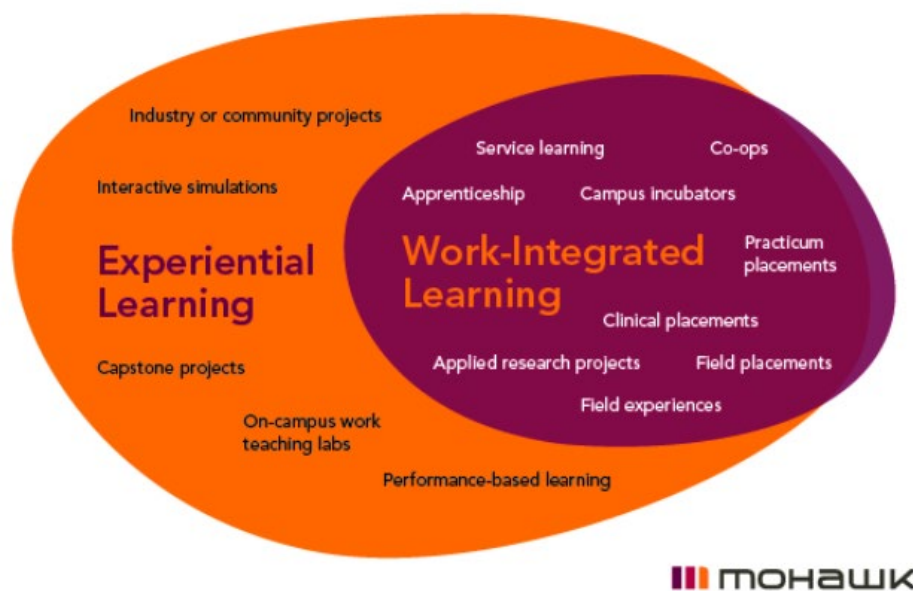 Industry or community projects
Service learning
Co-ops
Interactive simulations
Apprenticeship
Campus incubators
Experiential
Learning
Work-Integrated
Learning
Practicum
placements
Clinical placements
Capstone projects
Applied research projects
Field placements
Field experiences
On-campus work
teaching labs
Performance-based learning
mohawk